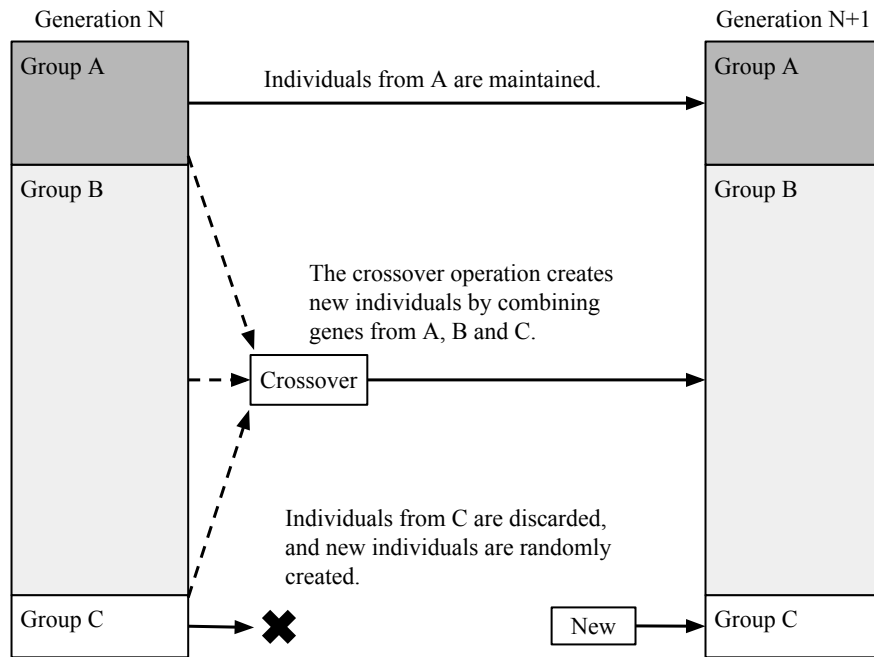 Generation N
Generation N+1
Group A
Individuals from A are maintained.
Group A
Group B
Group B
The crossover operation creates
new individuals by combining
genes from A, B and C.
Crossover
Individuals from C are discarded,
and new individuals are randomly
created.
Group C
New
Group C